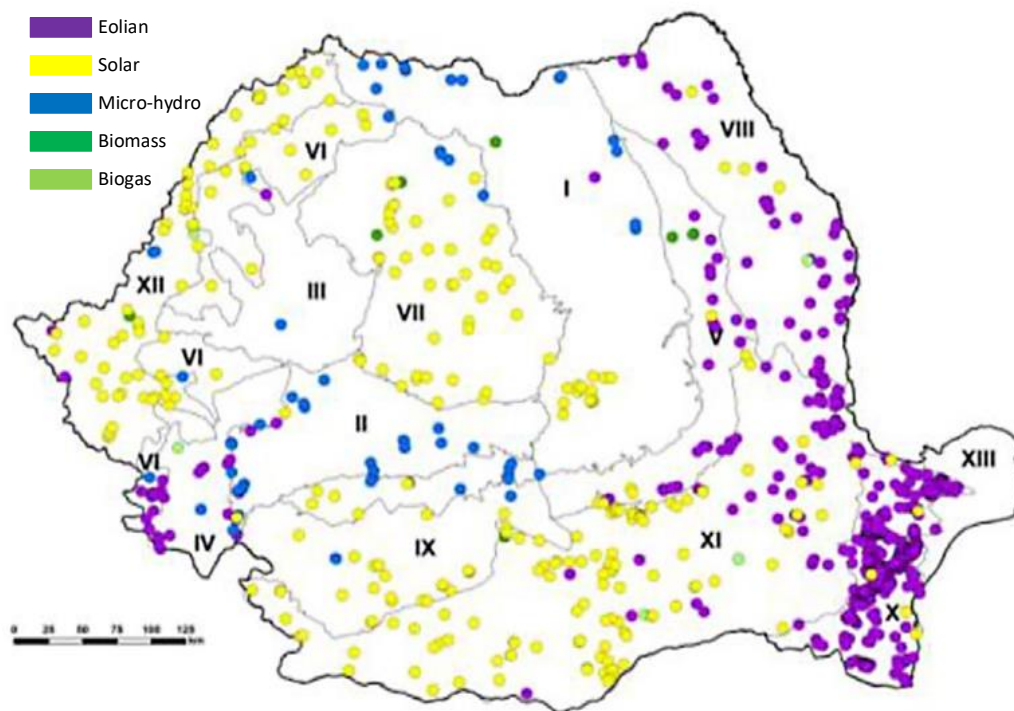 Eolian
Solar
Micro-hydro
Biomass
Biogas
VIII
VI
I
XII
III
VII
V
VI
II
VI
XIII
IV
IX
XI
X
0 25 50 75 100 125
km